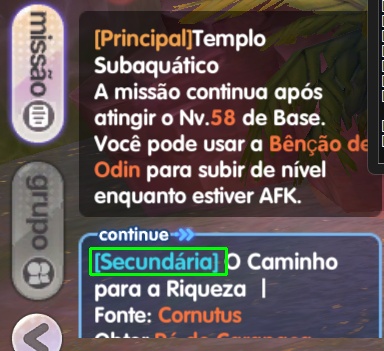 missão
grupo
[Principal]Templo
Subaquático
A missão continua após
atingir o Nv.58 de Base.
Você pode usar a Bênção de
Odin para subir de nível
enquanto estiver AFK.
continue
[Secundária] O Caminho
para a Riqueza |
Fonte: Cornutus